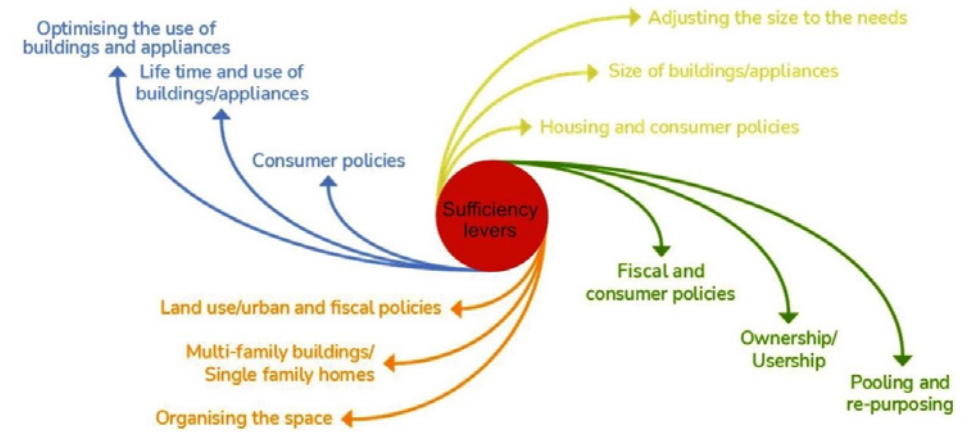 Optimising the use of
buildings and appliances
Life time and use of
buildings/appliances
Consumer policies
Adjusting the size to the needs
Size of buildings/appliances
Housing and consumer policies
Sufficiency
levers
Fiscal and
consumer policies
Ownership/
Usership
Pooling and
re-purposing
Land use/urban and fiscal policies
Multi-family buildings/
Single family homes
Organising the space